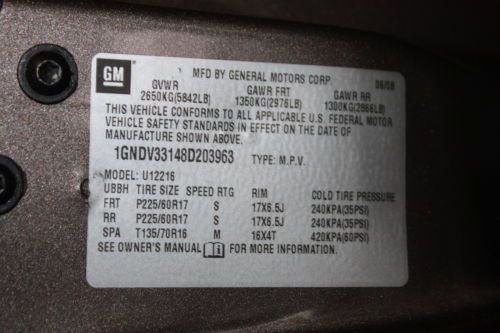 GM
MFD BY GENERAL MOTORS CORP.
06/08
GVWR GAWR FRT GAWR RR
2650KG(5842LB) 1350KG(2976LB) 1300KG(2866LB)
THIS VEHICLE CONFORMS TO ALL APPLICABLE U.S. FEDERAL MOTOR
VEHICLE SAFETY STANDARDS IN EFFECT ON THE DATE OF
MANUFACTURE SHOWN ABOVE.
1GNDV33148D203963 TYPE: M.P.V.
MODEL: U12216
UBBH TIRE SIZE SPEED RTG RIM COLD TIRE PRESSURE
FRT P225/60R17 S 17X6.5J 240KPA(35PSI)
RR P225/60R17 S 17X6.5J 240KPA(35PSI)
SPA T135/70R16 M 16X4T 420KPA(60PSI)
SEE OWNER'S MANUAL FOR MORE INFORMATION.